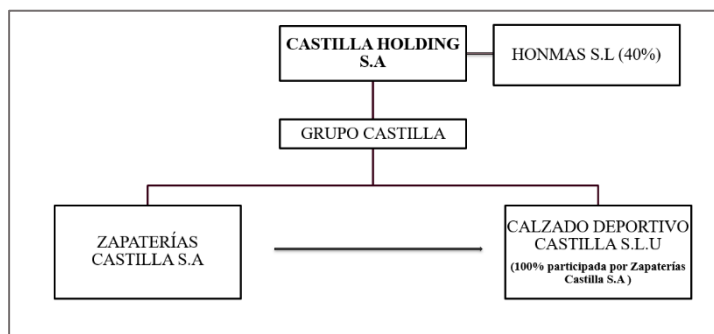 CASTILLA HOLDING
S.A
HONMAS S.L (40%)
GRUPO CASTILLA
ZAPATERÍAS
CASTILLA S.A
CALZADO DEPORTIVO
CASTILLA S.L.U
(100% participada por Zapaterías
Castilla S.A )